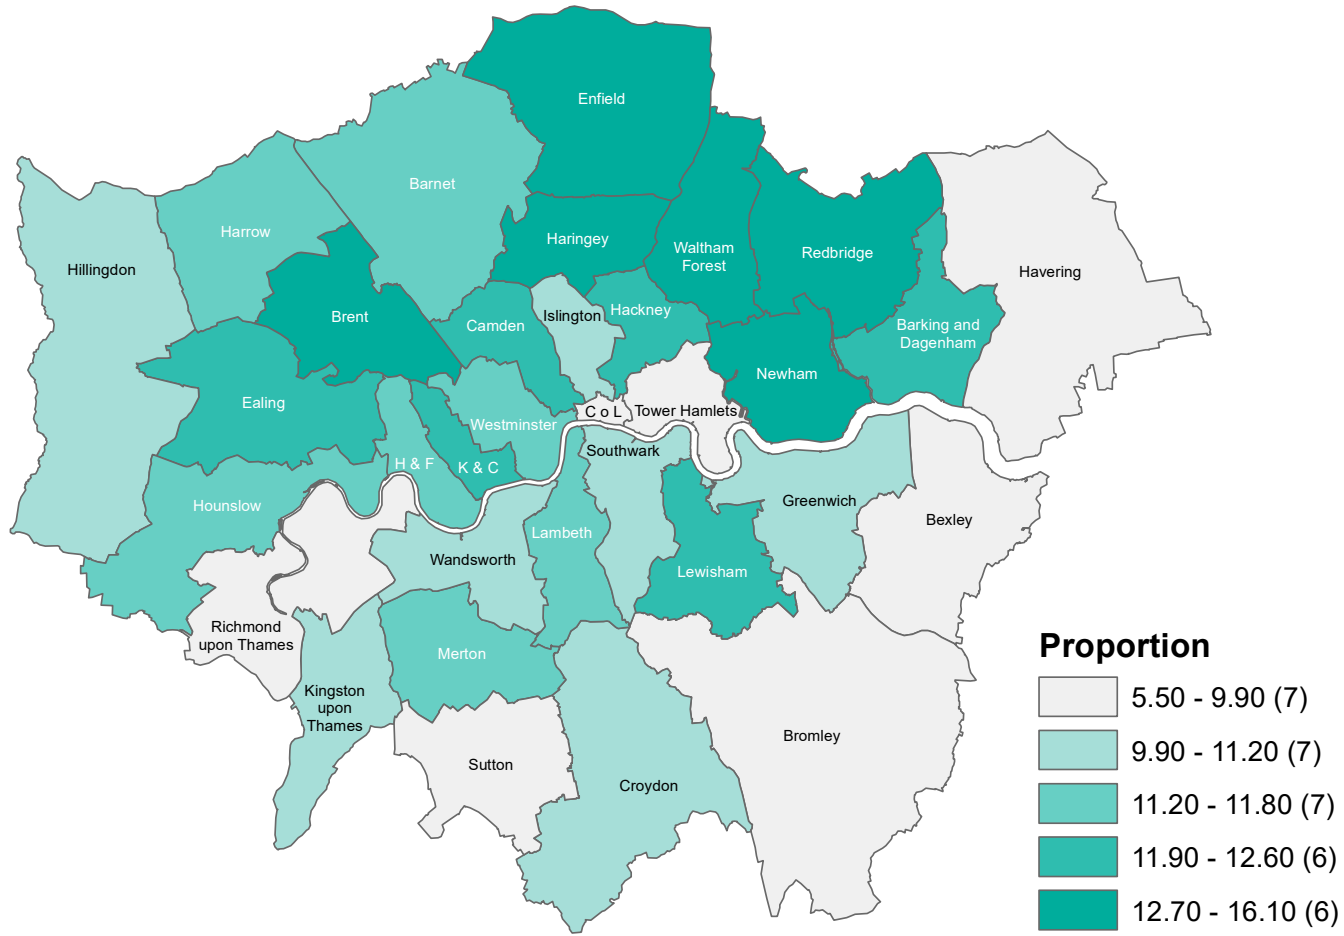 Enfield
Barnet
Harrow
Haringey
Waltham
Forest
Redbridge
Hillingdon
Havering
Brent
Camden
Islington
Hackney
Barking and
Dagenham
Newham
Ealing
Westminster
C o L
Tower Hamlets
H & F
K & C
Southwark
Hounslow
Greenwich
Bexley
Lambeth
Wandsworth
Lewisham
Richmond
upon Thames
Merton
Kingston
upon
Thames
Bromley
Sutton
Croydon
Proportion
5.50 - 9.90 (7)
9.90 - 11.20 (7)
11.20 - 11.80 (7)
11.90 - 12.60 (6)
12.70 - 16.10 (6)